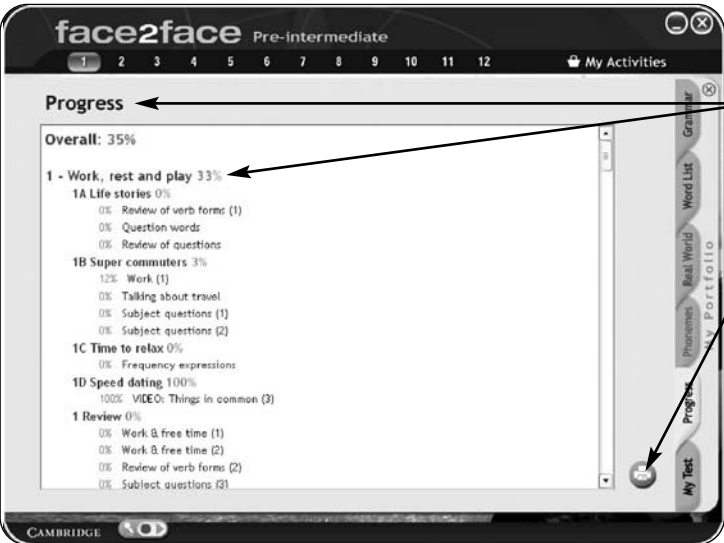 face2face Pre-intermediate
1 2 3 4 5 6 7 8 9 10 11 12 My Activities
Progress
Overall: 35%
1 - Work, rest and play 33%
1A Life stories 0%
0% Review of verb forms (1)
0% Question words
0% Review of questions
1B Super commuters 3%
12% Work (1)
0% Talking about travel
0% Subject questions (1)
0% Subject questions (2)
1C Time to relax 0%
0% Frequency expressions
1D Speed dating 100%
100% VIDEO: Things in common (3)
1 Review 0%
0% Work & free time (1)
0% Work & free time (2)
0% Review of verb forms (2)
0% Subject questions (3)
Grammar
Word List
Real World
Phonemes
Progress
My Test
My Portfolio
CAMBRIDGE